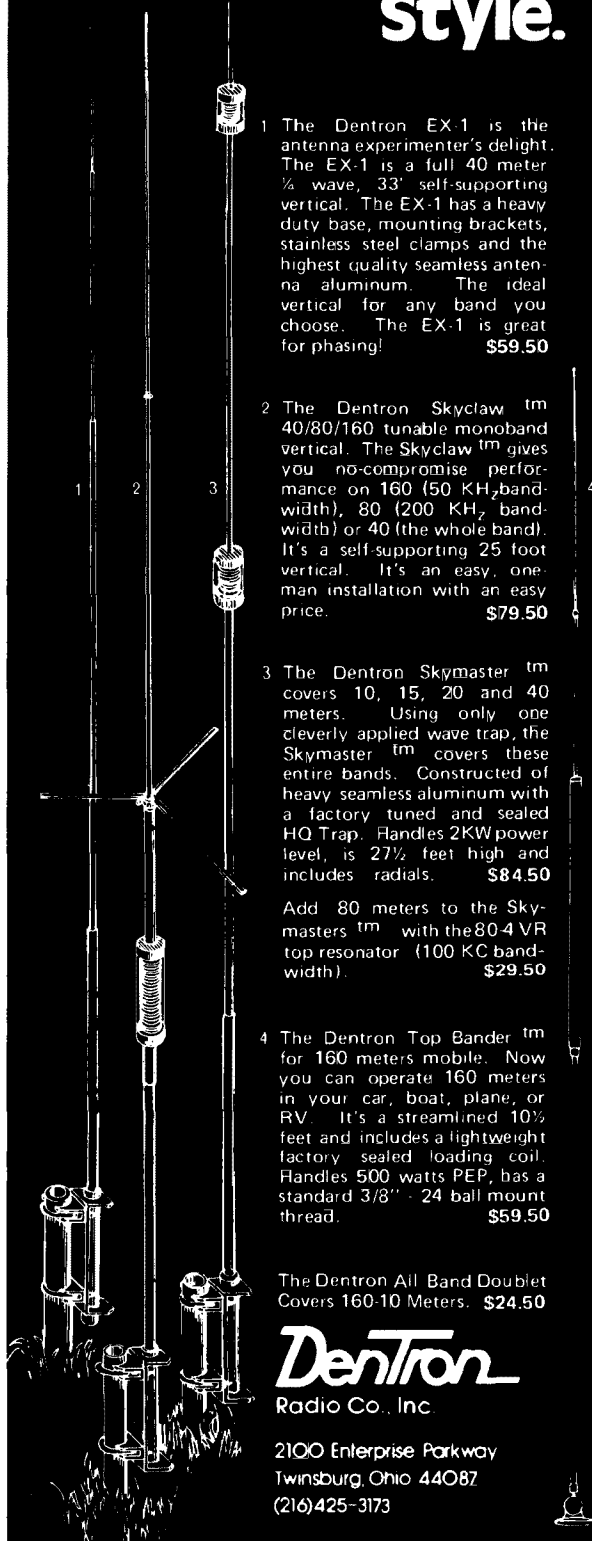 style.
1 The Dentron EX-1 is the
antenna experimenter's delight.
The EX-1 is a full 40 meter
¼ wave, 33' self-supporting
vertical. The EX-1 has a heavy
duty base, mounting brackets,
stainless steel clamps and the
highest quality seamless anten-
na aluminum. The ideal
vertical for any band you
choose. The EX-1 is great
for phasing! $59.50
2 The Dentron Skyclaw tm
40/80/160 tunable monoband
vertical. The Skyclaw tm gives
you no-compromise perfor-
mance on 160 (50 KHz band-
width), 80 (200 KHz band-
width) or 40 (the whole band).
It's a self-supporting 25 foot
vertical. It's an easy, one-
man installation with an easy
price. $79.50
3 The Dentron Skymaster tm
covers 10, 15, 20 and 40
meters. Using only one
cleverly applied wave trap, the
Skymaster tm covers these
entire bands. Constructed of
heavy seamless aluminum with
a factory tuned and sealed
HQ Trap. Handles 2KW power
level, is 27½ feet high and
includes radials. $84.50
Add 80 meters to the Sky-
masters tm with the 80-4 VR
top resonator (100 KC band-
width). $29.50
4 The Dentron Top Bander tm
for 160 meters mobile. Now
you can operate 160 meters
in your car, boat, plane, or
RV. It's a streamlined 10½
feet and includes a lightweight
factory sealed loading coil.
Handles 500 watts PEP, has a
standard 3/8" - 24 ball mount
thread. $59.50
The Dentron All Band Doublet
Covers 160-10 Meters. $24.50
1
2
3
4
DenTron
Radio Co., Inc.
2100 Enterprise Parkway
Twinsburg, Ohio 44087
(216)425-3173